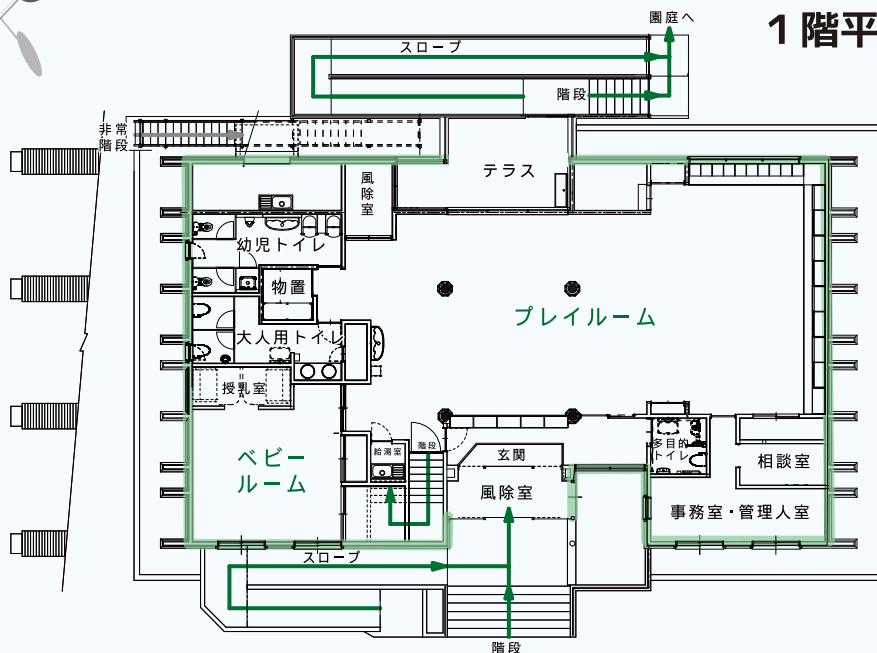 園庭へ
1階平
スロープ
階段
非常
階段
テラス
風
除
室
幼児トイレ
物置
プレイルーム
大人用トイレ
授乳室
ベビー
ルーム
給湯室
階段
玄関
多目的
トイレ
相談室
風除室
事務室・管理人室
スロープ
階段